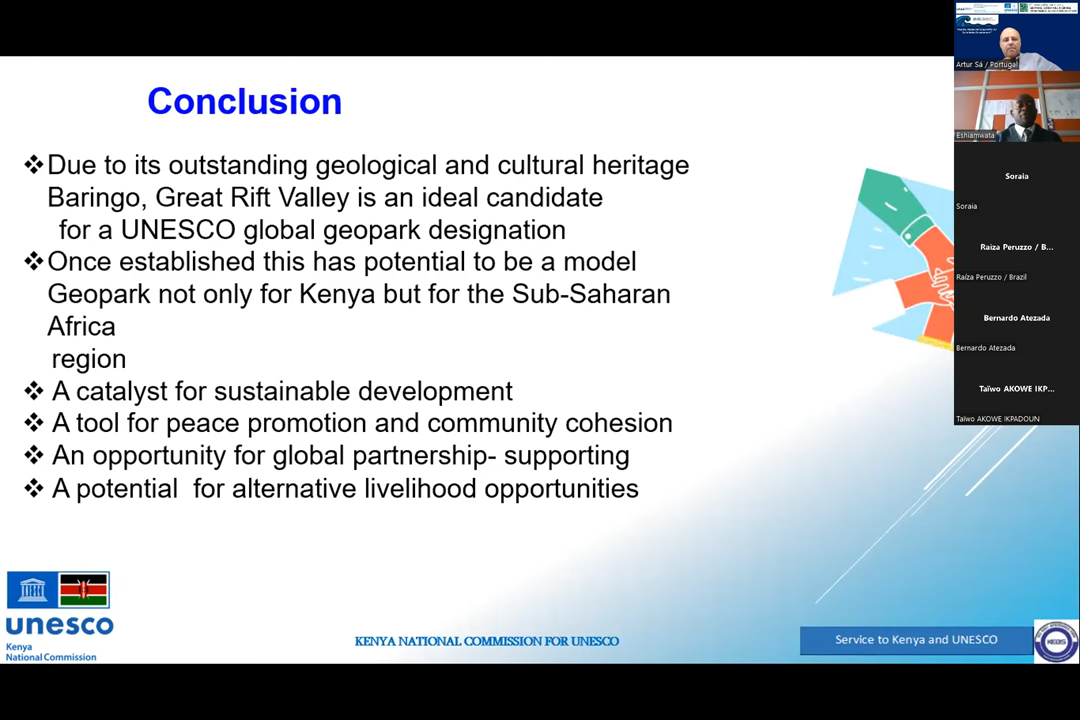 Conclusion
❖Due to its outstanding geological and cultural heritage
Baringo, Great Rift Valley is an ideal candidate
for a UNESCO global geopark designation
❖Once established this has potential to be a model
Geopark not only for Kenya but for the Sub-Saharan
Africa
region
❖ A catalyst for sustainable development
❖ A tool for peace promotion and community cohesion
❖ An opportunity for global partnership- supporting
❖ A potential for alternative livelihood opportunities
unesco
Kenya
National Commission
KENYA NATIONAL COMMISSION FOR UNESCO
Service to Kenya and UNESCO
KEBS
Artur Sá / Portugal
Eshiamwata
Soraia
Soraia
Raiza Peruzzo / B...
Raíza Peruzzo / Brazil
Bernardo Atezada
Bernardo Atezada
Taïwo AKOWE IKP...
Taïwo AKOWE IKPADOUN